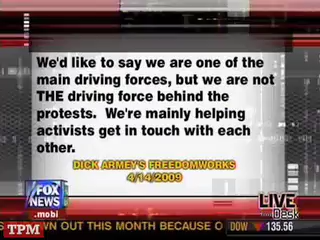 We'd like to say we are one of the
main driving forces, but we are not
THE driving force behind the
protests. We're mainly helping
activists get in touch with each
other.
DICK ARMEY'S FREEDOMWORKS
4/14/2009
FOX
NEWS
.mobi
LIVE
Desk
TPM
WN OUT THIS MONTH BECAUSE O
DOW 135.56